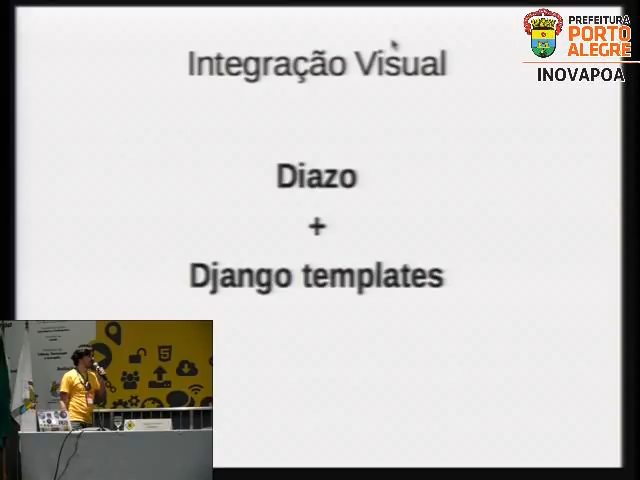 Integração Visual
PREFEITURA
PORTO
ALEGRE
INOVAPOA
Diazo
+
Django templates